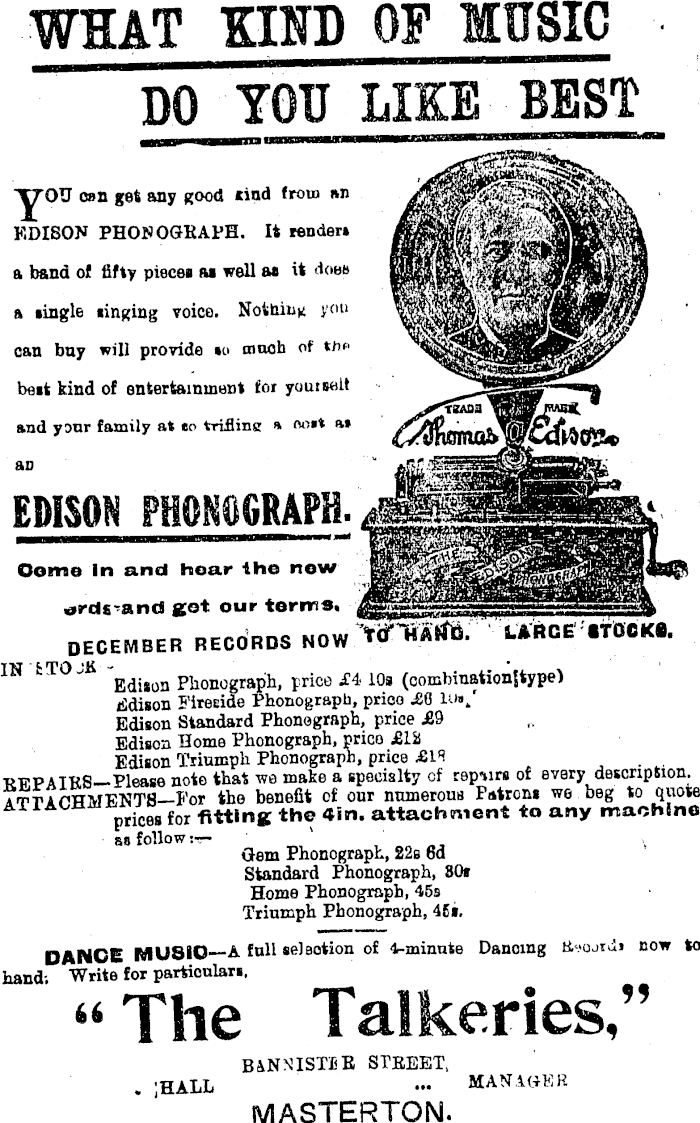 WHAT KIND OF MUSIC
DO YOU LIKE BEST
YOU can get any good kind from an
EDISON PHONOGRAPH. It renders
a band of fifty pieces as well as it does
a single singing voice. Nothing you
can buy will provide so much of the
best kind of entertainment for yourself
and your family at so trifling a cost as
an
EDISON PHONOGRAPH.
Come in and hear the new
ords and get our terms.
TRADE MARK
Thomas A Edison
THE EDISON PHONOGRAPH
DECEMBER RECORDS NOW TO HAND. LARGE STOCKS.
IN STOCK -
Edison Phonograph, price £4 10s (combination type)
Edison Fireside Phonograph, price £6 10s,
Edison Standard Phonograph, price £9
Edison Home Phonograph, price
Edison Triumph Phonograph, price
REPAIRS—Please note that we make a specialty of repairs of every description.
ATTACHMENTS—For the benefit of our numerous Patrons we beg to quote
prices for fitting the 4in. attachment to any machine
as follow:—
Gem Phonograph, 22s 6d
Standard Phonograph, 30s
Home Phonograph, 45s
Triumph Phonograph, 45s.
DANCE MUSIC—A full selection of 4-minute Dancing Records now to
hand. Write for particulars,
"The Talkeries,"
BANNISTER STREET,
HALL ... MANAGER
MASTERTON.